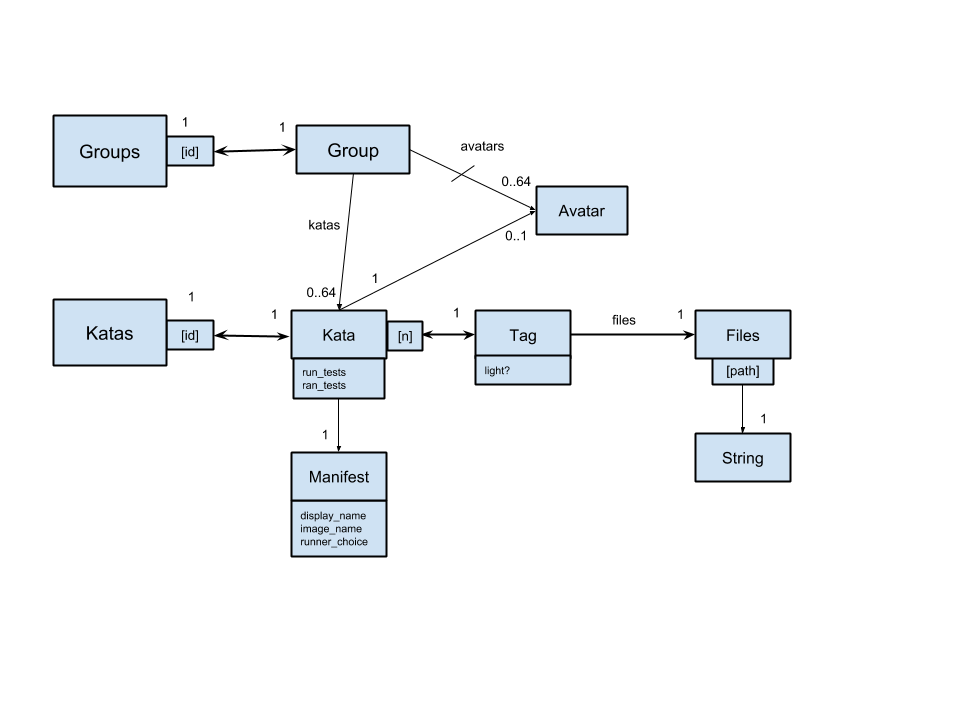 1
1
Groups
[id]
Group
avatars
0..64
Avatar
katas
0..1
1
0..64
1
1
1
files
1
Katas
[id]
Kata
[n]
Tag
Files
run_tests
ran_tests
light?
[path]
1
1
String
Manifest
display_name
image_name
runner_choice